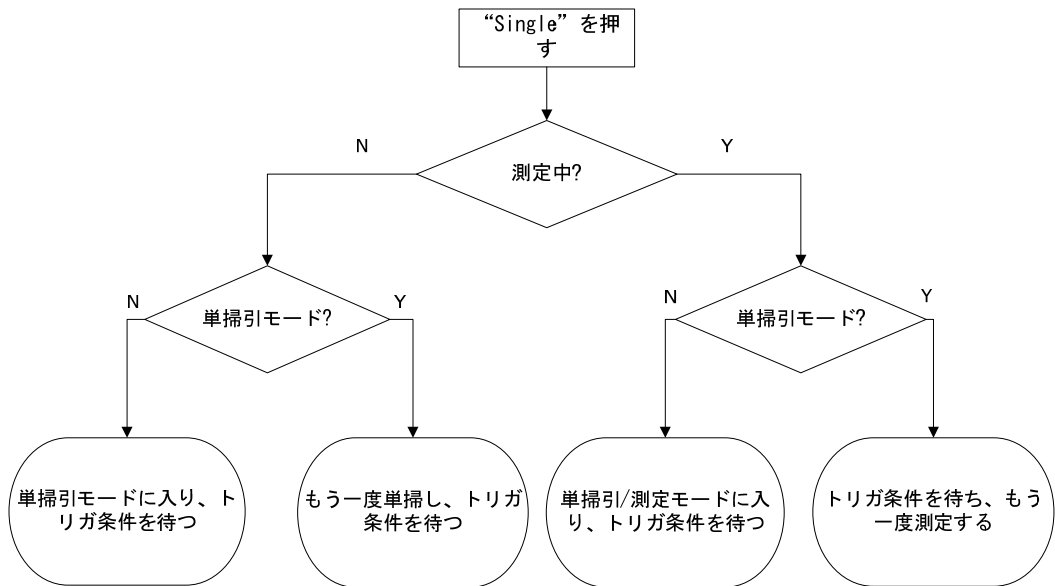 “Single”を押
す
N
Y
測定中?
N
Y
N
Y
単掃引モード?
単掃引モード?
単掃引モードに入り、ト
リガ条件を待つ
もう一度単掃し、トリガ
条件を待つ
単掃引/測定モードに入
り、トリガ条件を待つ
トリガ条件を待ち、もう
一度測定する